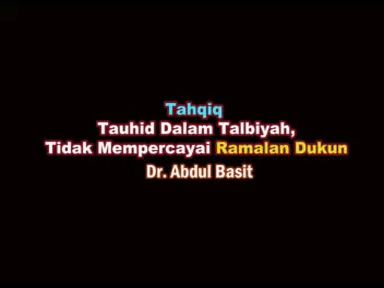 Tahqiq
Tauhid Dalam Talbiyah,
Tidak Mempercayai Ramalan Dukun
Dr. Abdul Basit